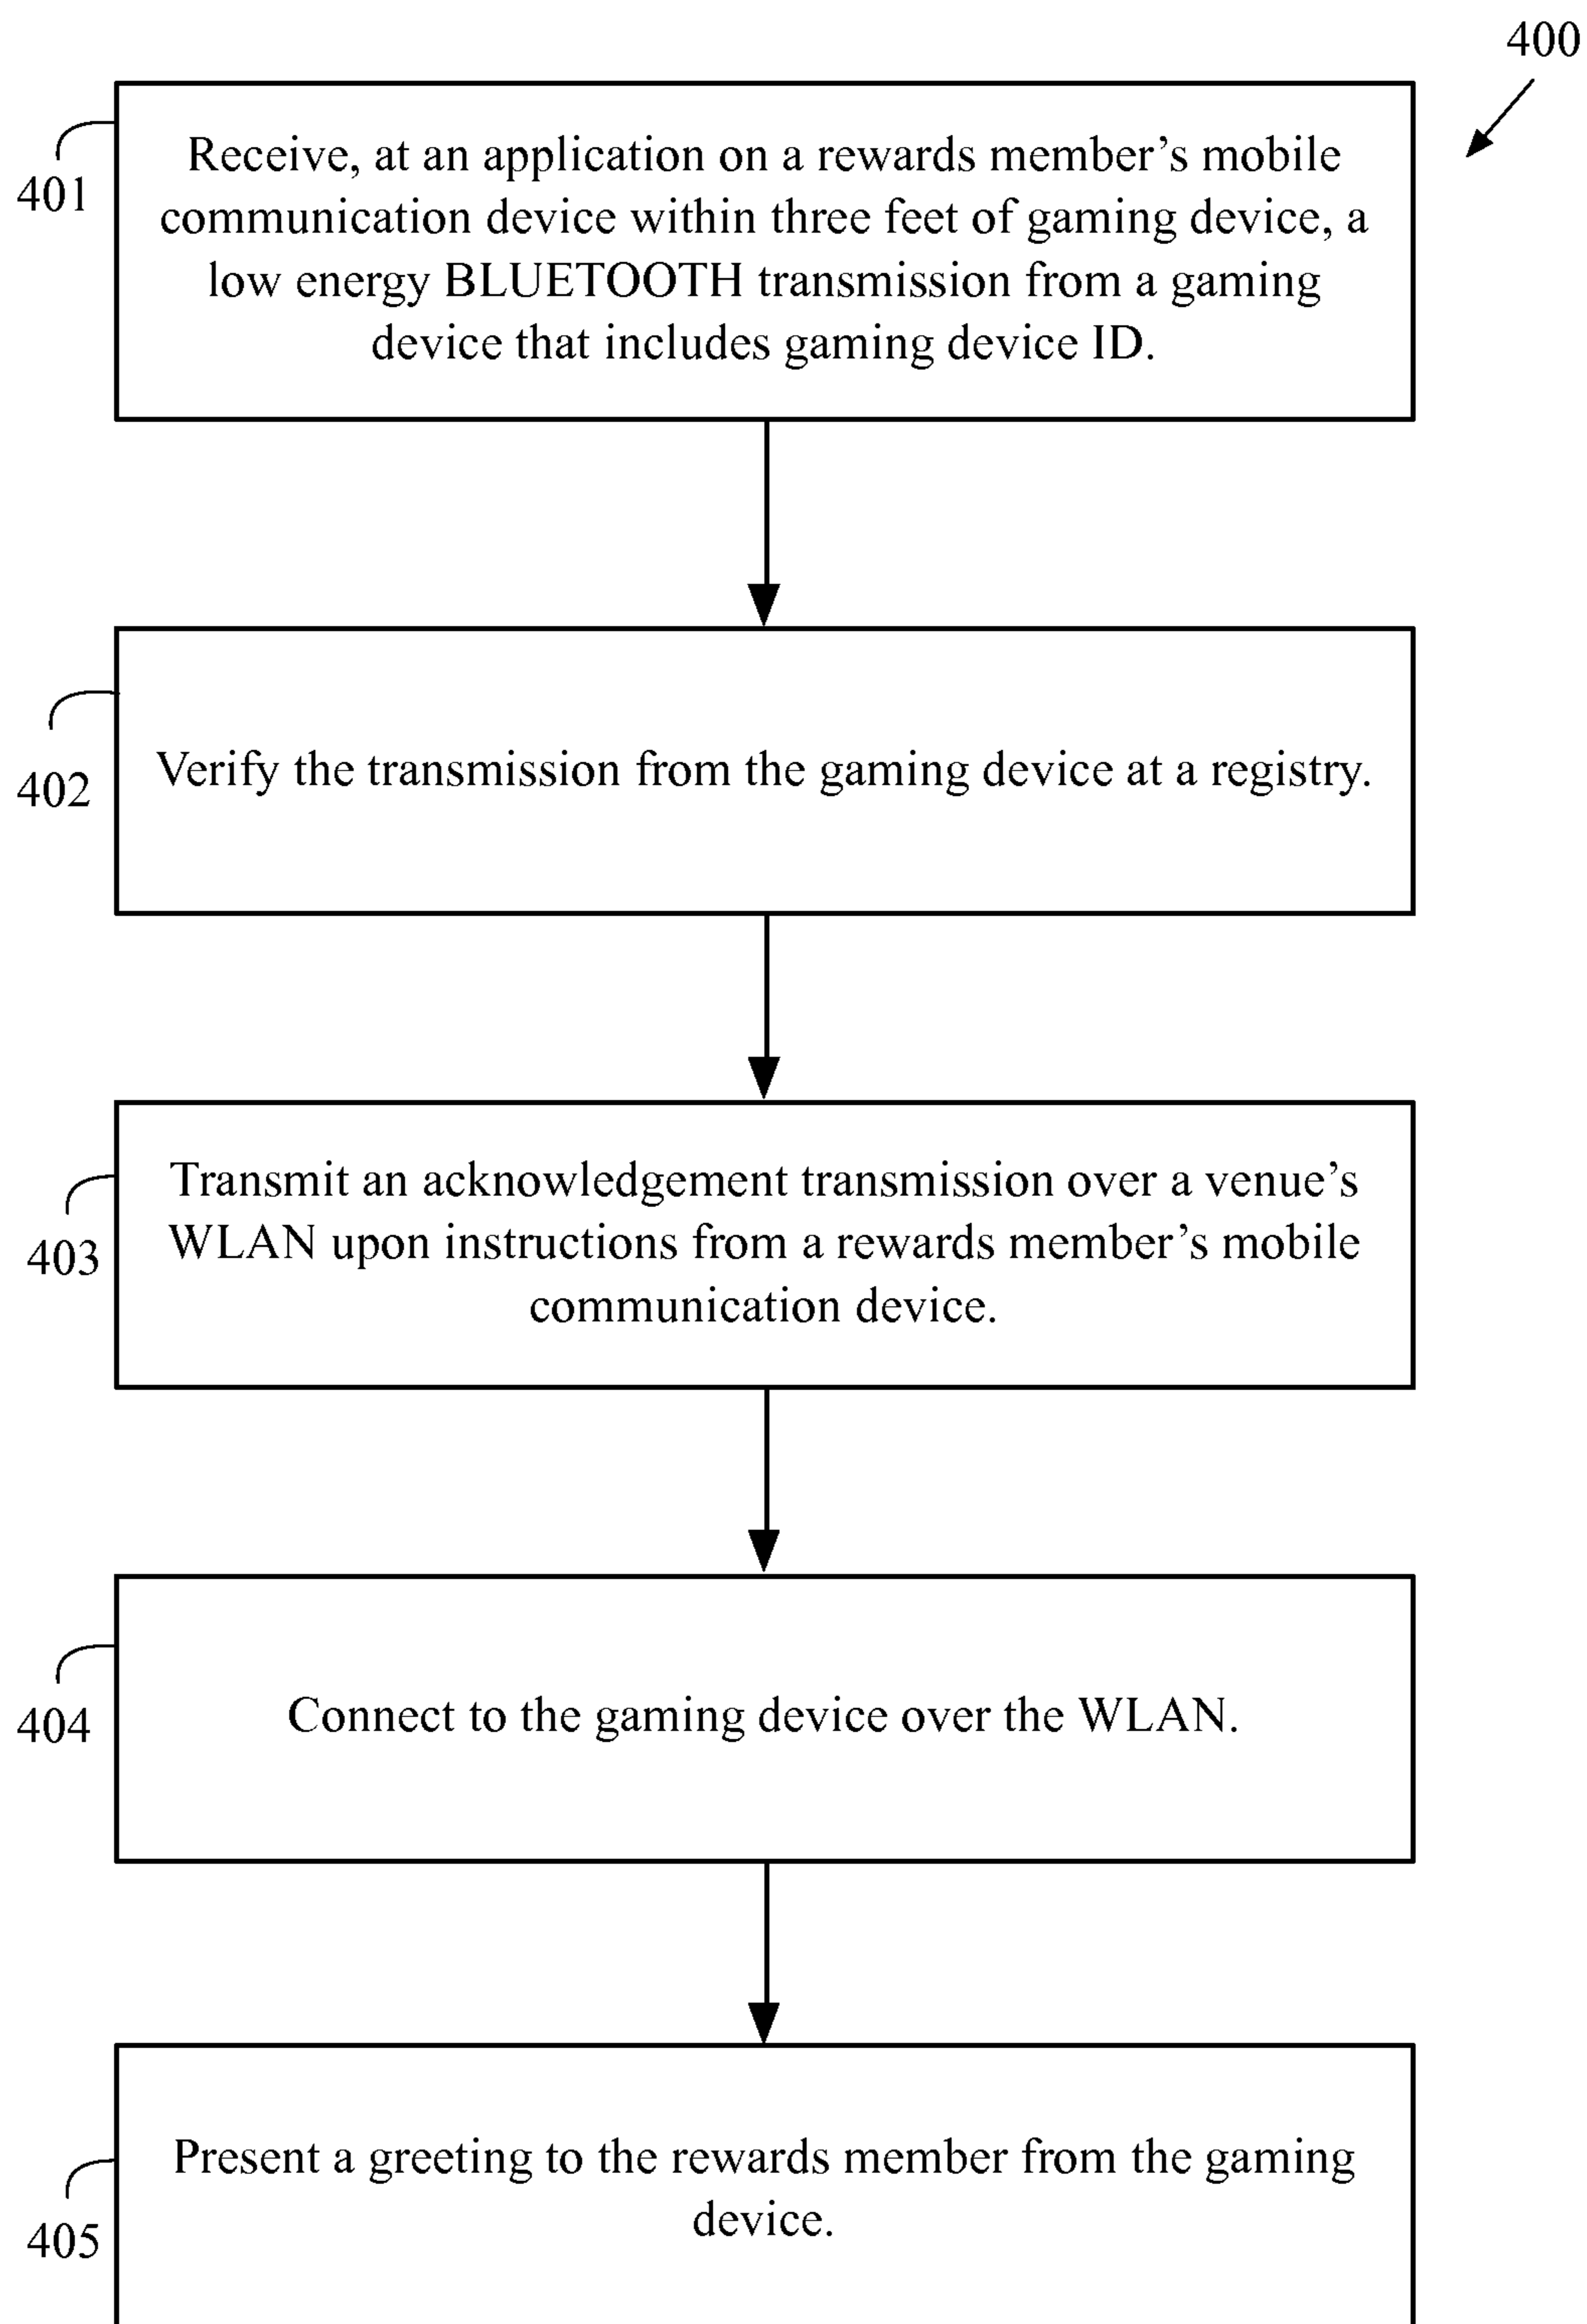 400
401
Receive, at an application on a rewards member’s mobile
communication device within three feet of gaming device, a
low energy BLUETOOTH transmission from a gaming
device that includes gaming device ID.
402
Verify the transmission from the gaming device at a registry.
403
Transmit an acknowledgement transmission over a venue’s
WLAN upon instructions from a rewards member’s mobile
communication device.
404
Connect to the gaming device over the WLAN.
405
Present a greeting to the rewards member from the gaming
device.